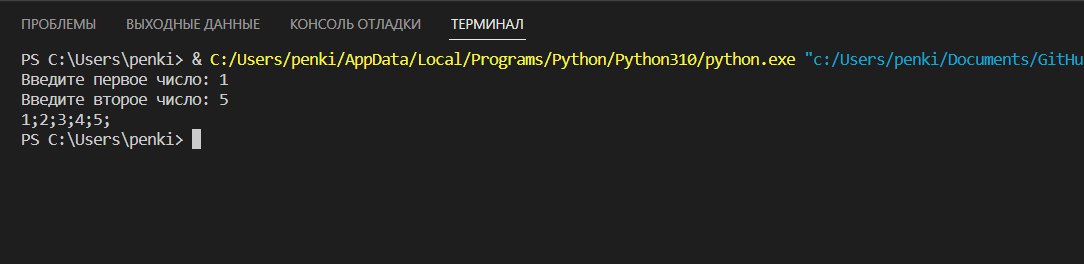 ПРОБЛЕМЫ ВЫХОДНЫЕ ДАННЫЕ КОНСОЛЬ ОТЛАДКИ ТЕРМИНАЛ
PS C:\Users\penki> & C:/Users/penki/AppData/Local/Programs/Python/Python310/python.exe "c:/Users/penki/Documents/GitHu
Введите первое число: 1
Введите второе число: 5
1;2;3;4;5;
PS C:\Users\penki>